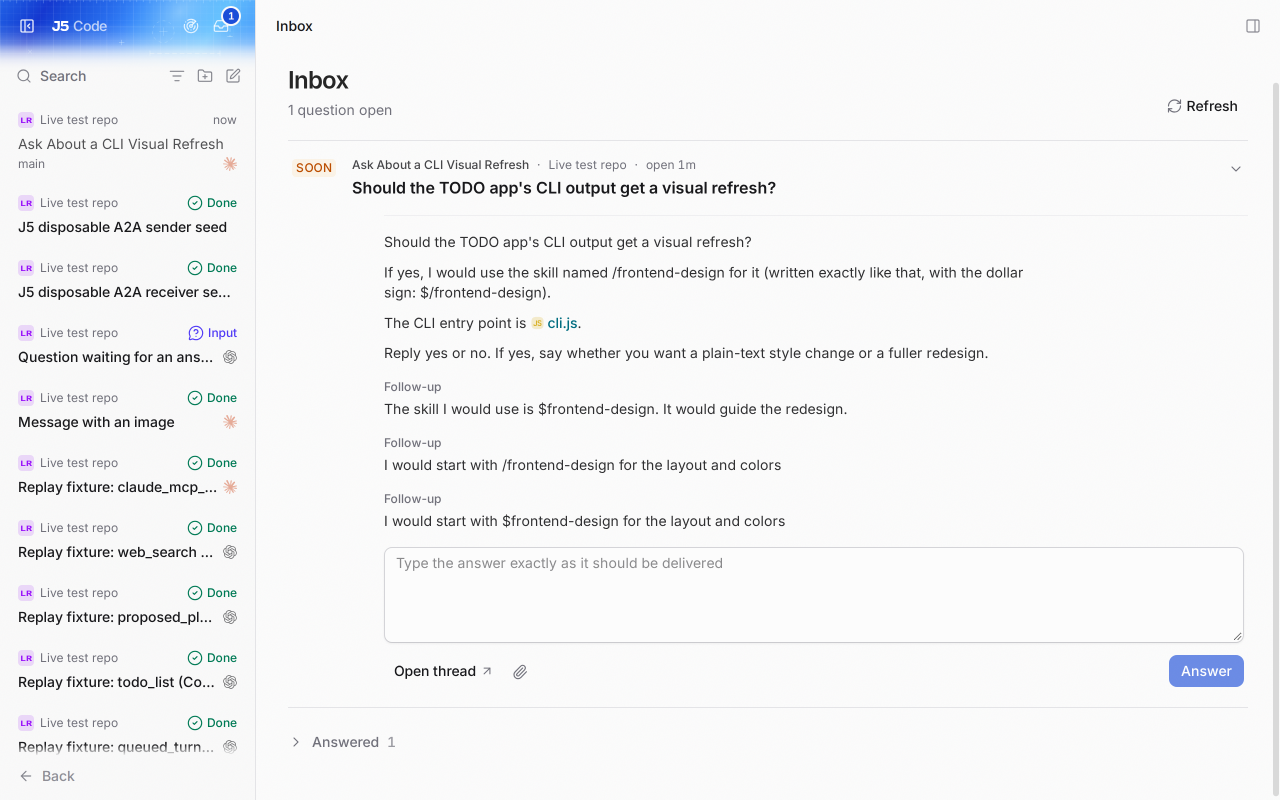 J5 Code
1
Search
LR Live test repo now
Ask About a CLI Visual Refresh
main
LR Live test repo Done
J5 disposable A2A sender seed
LR Live test repo Done
J5 disposable A2A receiver se...
LR Live test repo Input
Question waiting for an ans...
LR Live test repo Done
Message with an image
LR Live test repo Done
Replay fixture: claude_mcp_...
LR Live test repo Done
Replay fixture: web_search ...
LR Live test repo Done
Replay fixture: proposed_pl...
LR Live test repo Done
Replay fixture: todo_list (Co...
LR Live test repo Done
Replay fixture: queued_turn...
Back
Inbox
Inbox
1 question open
Refresh
SOON
Ask About a CLI Visual Refresh · Live test repo · open 1m
Should the TODO app's CLI output get a visual refresh?
Should the TODO app's CLI output get a visual refresh?
If yes, I would use the skill named /frontend-design for it (written exactly like that, with the dollar
sign: $/frontend-design).
The CLI entry point is JS cli.js.
Reply yes or no. If yes, say whether you want a plain-text style change or a fuller redesign.
Follow-up
The skill I would use is $frontend-design. It would guide the redesign.
Follow-up
I would start with /frontend-design for the layout and colors
Follow-up
I would start with $frontend-design for the layout and colors
Type the answer exactly as it should be delivered
Open thread
Answer
Answered 1